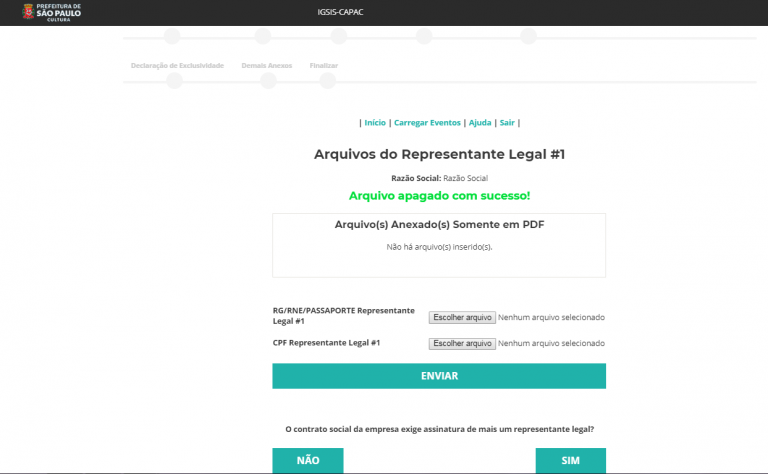 PREFEITURA DE
SÃO PAULO
CULTURA
IGSIS-CAPAC
Declaração de Exclusividade Demais Anexos Finalizar
| Início | Carregar Eventos | Ajuda | Sair |
Arquivos do Representante Legal #1
Razão Social: Razão Social
Arquivo apagado com sucesso!
Arquivo(s) Anexado(s) Somente em PDF
Não há arquivo(s) inserido(s).
RG/RNE/PASSAPORTE Representante
Legal #1
Escolher arquivo Nenhum arquivo selecionado
CPF Representante Legal #1
Escolher arquivo Nenhum arquivo selecionado
ENVIAR
O contrato social da empresa exige assinatura de mais um representante legal?
NÃO SIM